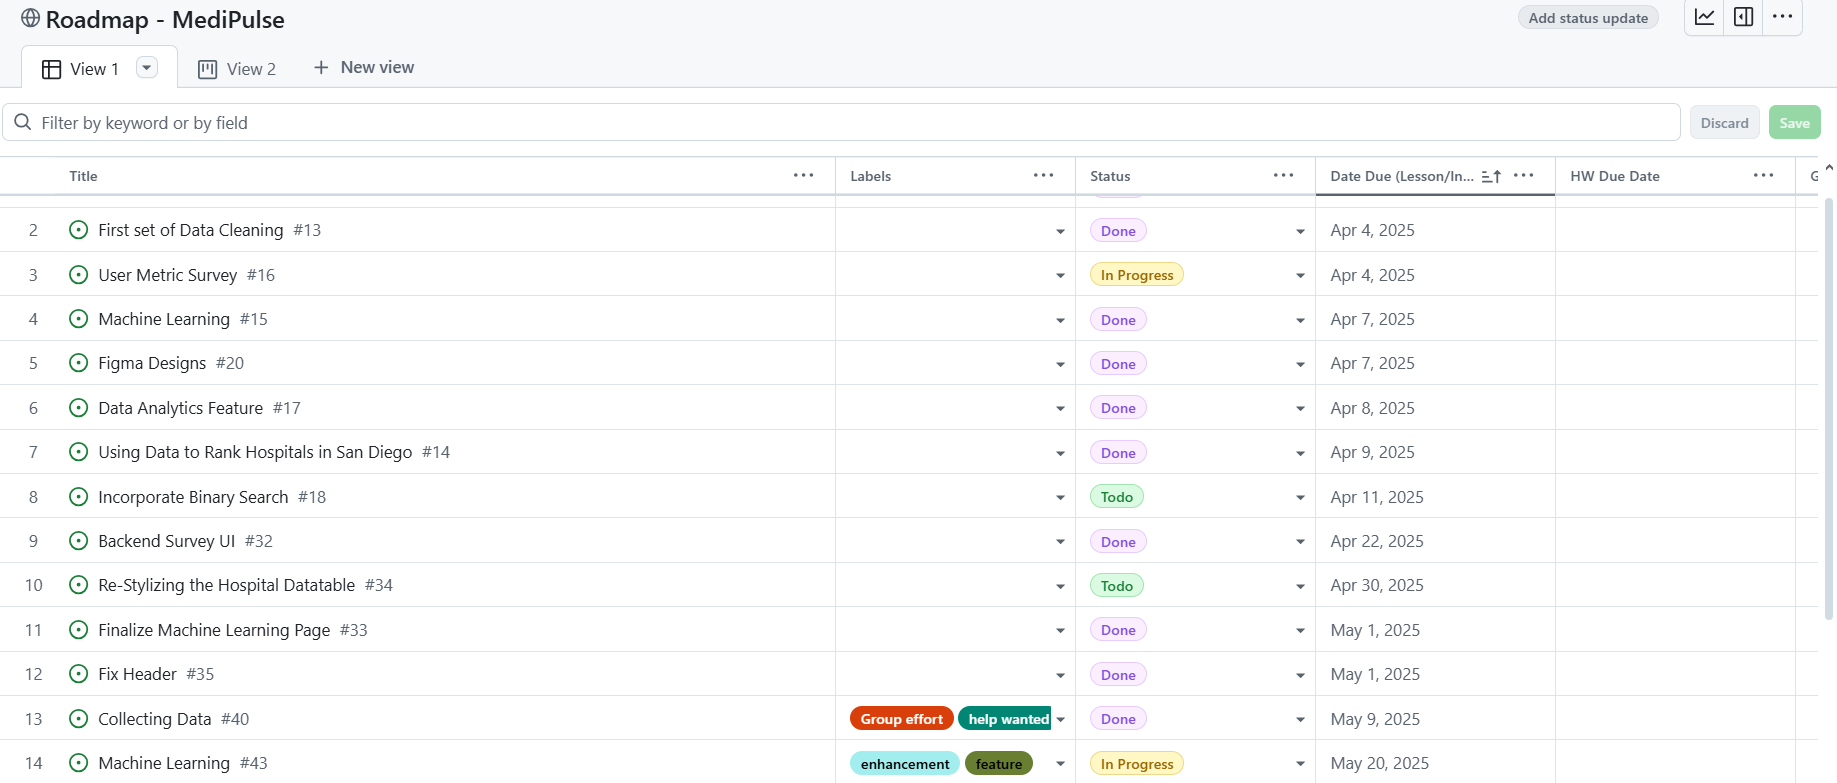 Roadmap - MediPulse
Add status update
View 1
View 2
New view
Filter by keyword or by field
Discard
Save
Title Labels Status Date Due (Lesson/In... HW Due Date G
2 First set of Data Cleaning #13 Done Apr 4, 2025
3 User Metric Survey #16 In Progress Apr 4, 2025
4 Machine Learning #15 Done Apr 7, 2025
5 Figma Designs #20 Done Apr 7, 2025
6 Data Analytics Feature #17 Done Apr 8, 2025
7 Using Data to Rank Hospitals in San Diego #14 Done Apr 9, 2025
8 Incorporate Binary Search #18 Todo Apr 11, 2025
9 Backend Survey UI #32 Done Apr 22, 2025
10 Re-Stylizing the Hospital Datatable #34 Todo Apr 30, 2025
11 Finalize Machine Learning Page #33 Done May 1, 2025
12 Fix Header #35 Done May 1, 2025
13 Collecting Data #40 Group effort help wanted Done May 9, 2025
14 Machine Learning #43 enhancement feature In Progress May 20, 2025